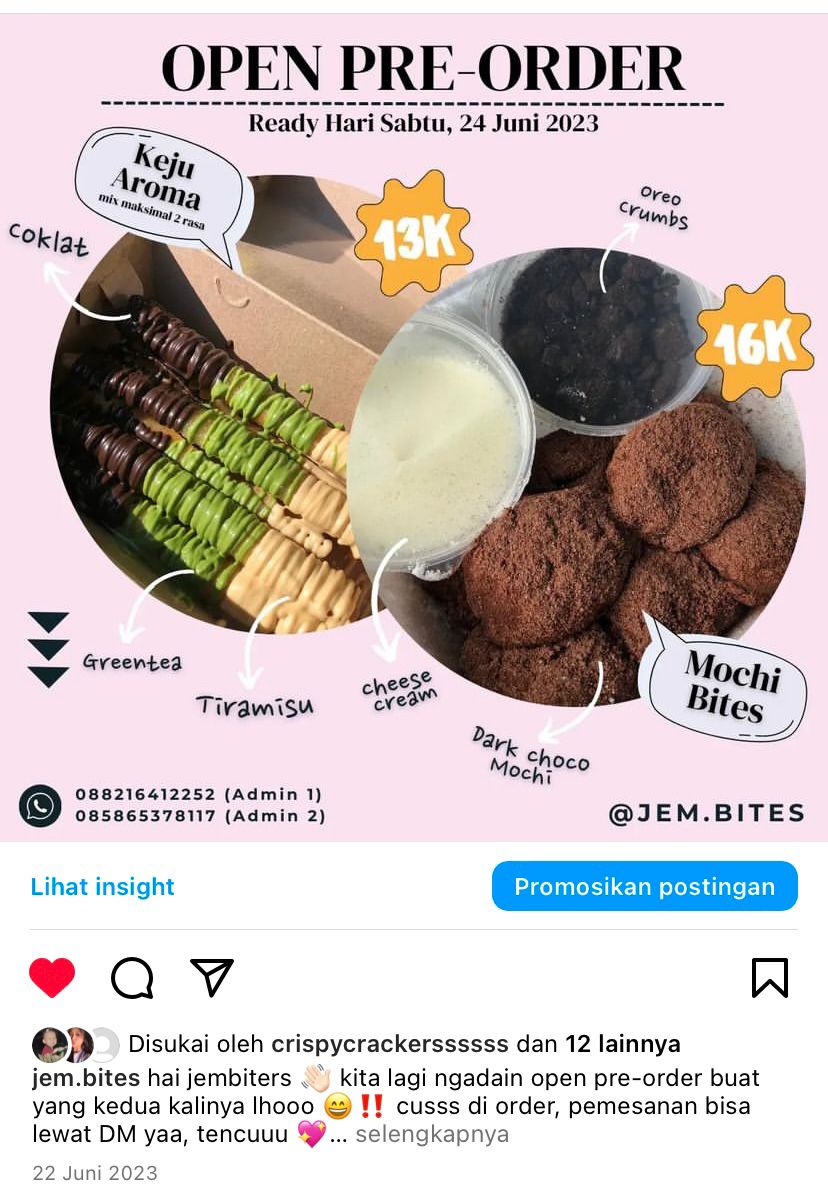 OPEN PRE-ORDER
Ready Hari Sabtu, 24 Juni 2023
Keju
Aroma
mix maksimal 2 rasa
13K
oreo
crumbs
coklat
16K
Greentea
Tiramisu
cheese
cream
Mochi
Bites
Dark choco
Mochi
088216412252 (Admin 1)
085865378117 (Admin 2)
@JEM.BITES
Lihat insight
Promosikan postingan
Disukai oleh crispycrackerssssss dan 12 lainnya
jem.bites hai jembiters 👋🏻 kita lagi ngadain open pre-order buat
yang kedua kalinya lhooo 😄‼️ cusss di order, pemesanan bisa
lewat DM yaa, tencuuu 💖... selengkapnya
22 Juni 2023